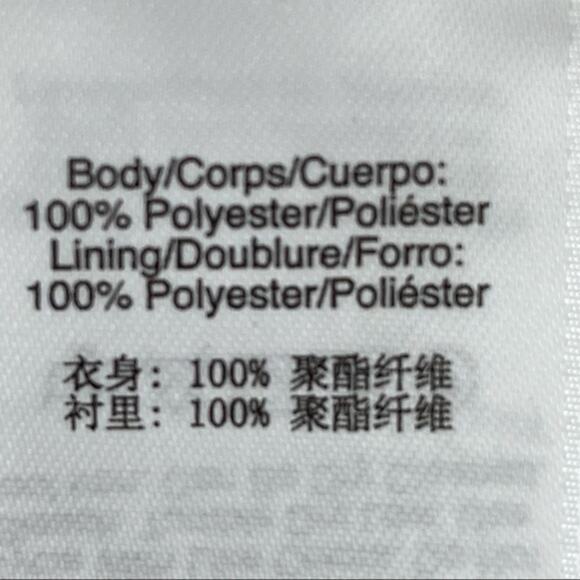 Body/Corps/Cuerpo:
100% Polyester/Poliéster
Lining/Doublure/Forro:
100% Polyester/Poliéster
衣身: 100% 聚酯纤维
衬里: 100% 聚酯纤维